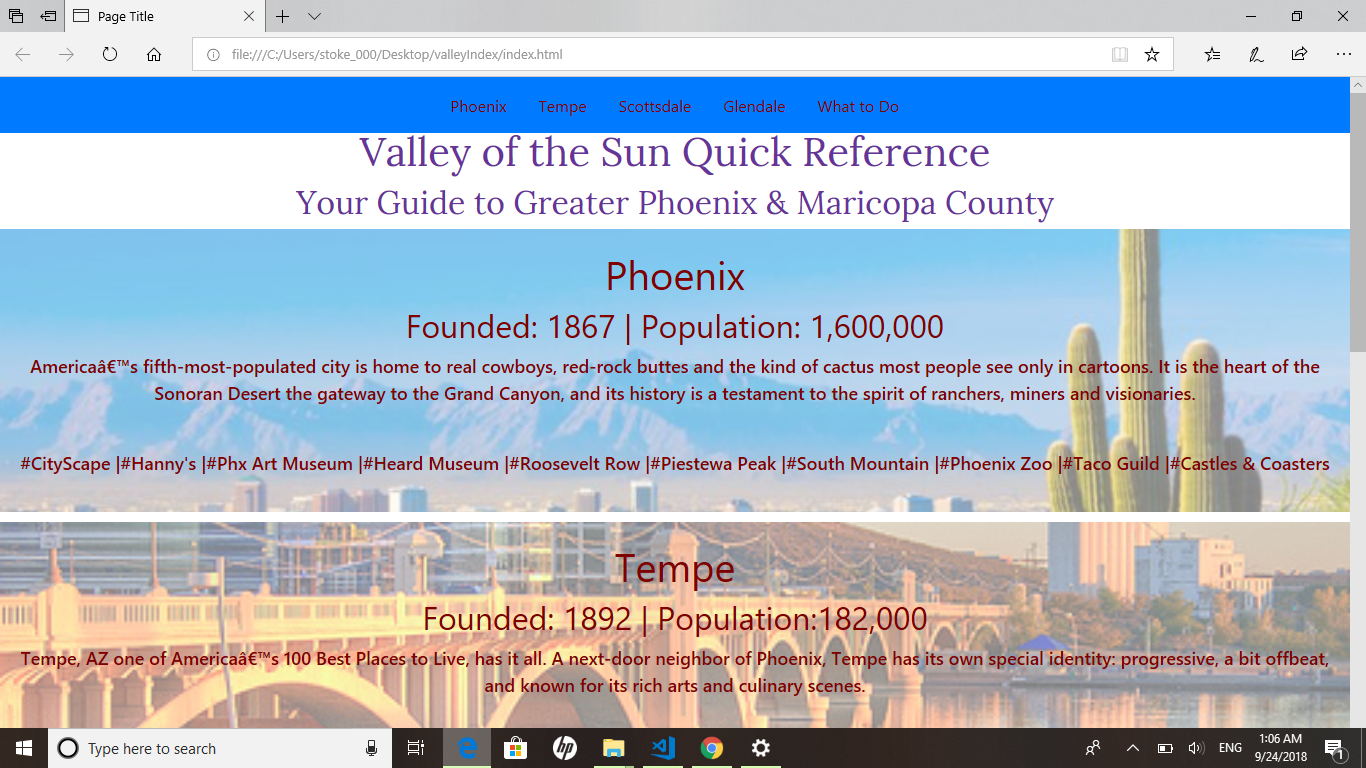 Page Title
file:///C:/Users/stoke_000/Desktop/valleyIndex/index.html
Phoenix Tempe Scottsdale Glendale What to Do
Valley of the Sun Quick Reference
Your Guide to Greater Phoenix & Maricopa County
Phoenix
Founded: 1867 | Population: 1,600,000
Americaâ€™s fifth-most-populated city is home to real cowboys, red-rock buttes and the kind of cactus most people see only in cartoons. It is the heart of the
Sonoran Desert the gateway to the Grand Canyon, and its history is a testament to the spirit of ranchers, miners and visionaries.
#CityScape |#Hanny's |#Phx Art Museum |#Heard Museum |#Roosevelt Row |#Piestewa Peak |#South Mountain |#Phoenix Zoo |#Taco Guild |#Castles & Coasters
Tempe
Founded: 1892 | Population:182,000
Tempe, AZ one of Americaâ€™s 100 Best Places to Live, has it all. A next-door neighbor of Phoenix, Tempe has its own special identity: progressive, a bit offbeat,
and known for its rich arts and culinary scenes.
Type here to search
hp
ENG
1:06 AM
9/24/2018
1